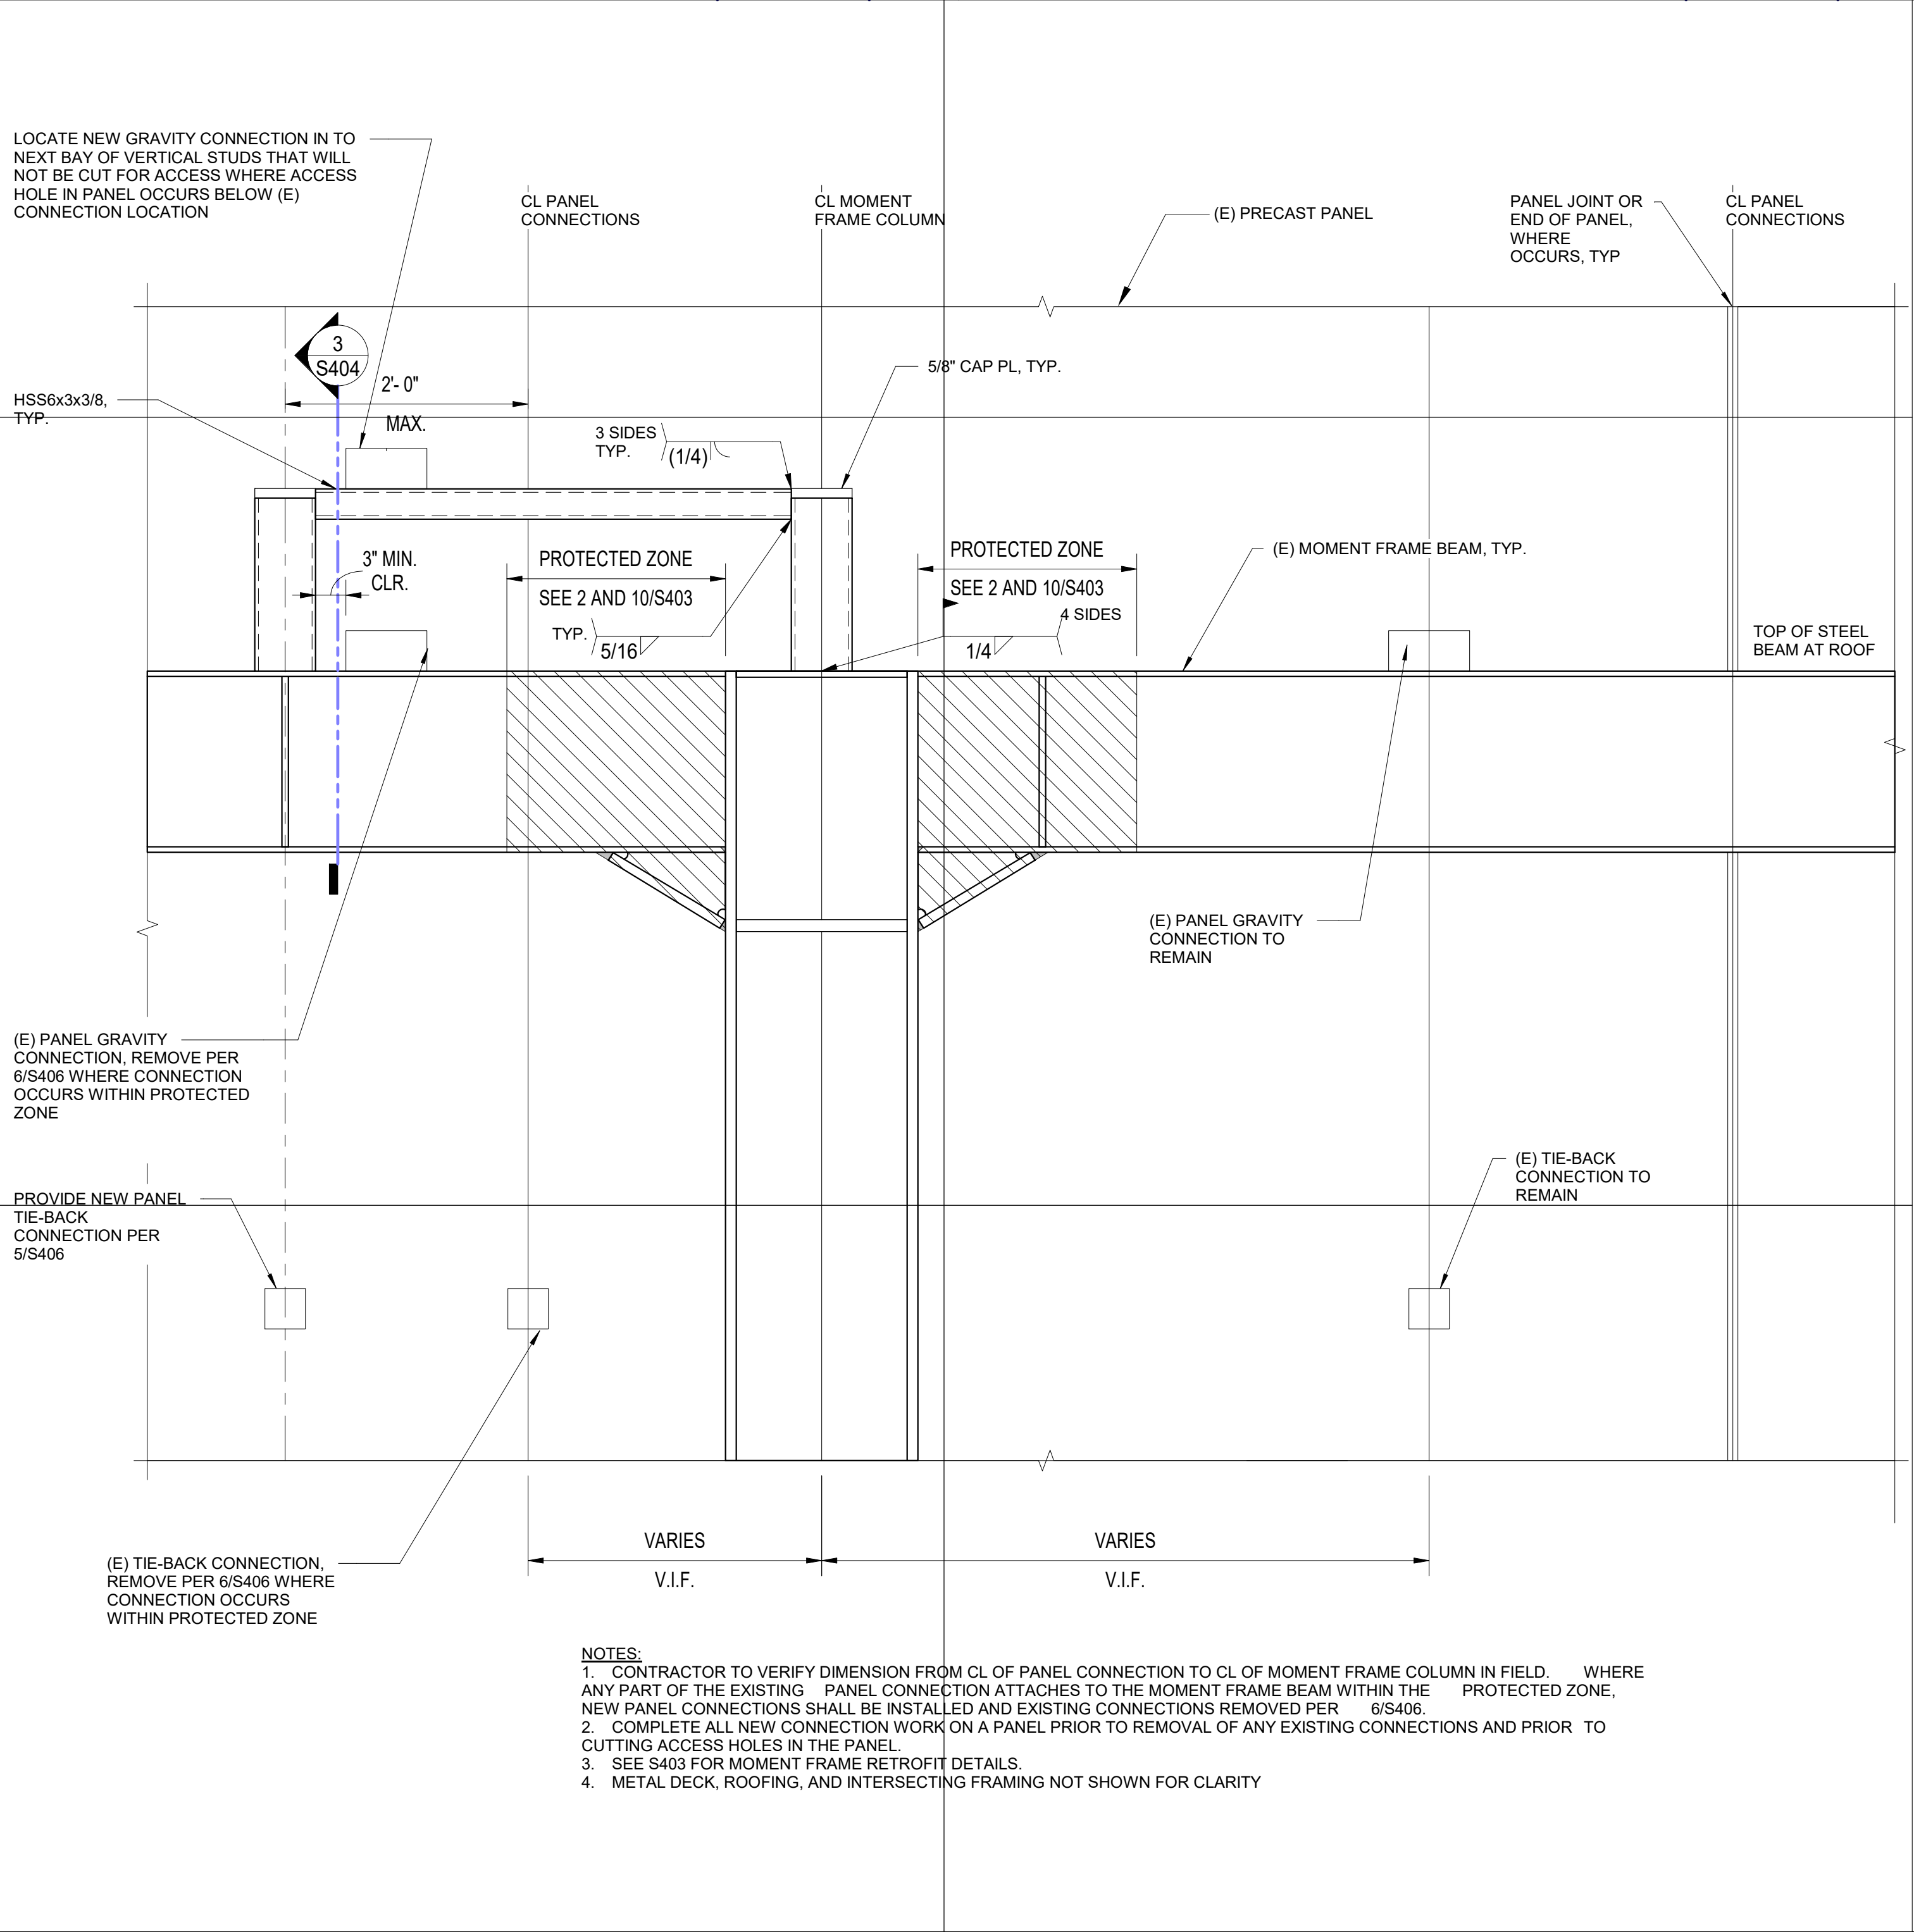 LOCATE NEW GRAVITY CONNECTION IN TO
NEXT BAY OF VERTICAL STUDS THAT WILL
NOT BE CUT FOR ACCESS WHERE ACCESS
HOLE IN PANEL OCCURS BELOW (E)
CONNECTION LOCATION
CL PANEL
CONNECTIONS
CL MOMENT
FRAME COLUMN
(E) PRECAST PANEL
PANEL JOINT OR
END OF PANEL,
WHERE
OCCURS, TYP
CL PANEL
CONNECTIONS
3
S404
2'- 0"
MAX.
HSS6x3x3/8,
TYP.
5/8" CAP PL, TYP.
3 SIDES
TYP.
(1/4)
3" MIN.
CLR.
PROTECTED ZONE
SEE 2 AND 10/S403
TYP.
5/16
PROTECTED ZONE
SEE 2 AND 10/S403
4 SIDES
1/4
(E) MOMENT FRAME BEAM, TYP.
TOP OF STEEL
BEAM AT ROOF
(E) PANEL GRAVITY
CONNECTION TO
REMAIN
(E) PANEL GRAVITY
CONNECTION, REMOVE PER
6/S406 WHERE CONNECTION
OCCURS WITHIN PROTECTED
ZONE
(E) TIE-BACK
CONNECTION TO
REMAIN
PROVIDE NEW PANEL
TIE-BACK
CONNECTION PER
5/S406
VARIES
V.I.F.
VARIES
V.I.F.
(E) TIE-BACK CONNECTION,
REMOVE PER 6/S406 WHERE
CONNECTION OCCURS
WITHIN PROTECTED ZONE
NOTES:
1. CONTRACTOR TO VERIFY DIMENSION FROM CL OF PANEL CONNECTION TO CL OF MOMENT FRAME COLUMN IN FIELD. WHERE
ANY PART OF THE EXISTING PANEL CONNECTION ATTACHES TO THE MOMENT FRAME BEAM WITHIN THE PROTECTED ZONE,
NEW PANEL CONNECTIONS SHALL BE INSTALLED AND EXISTING CONNECTIONS REMOVED PER 6/S406.
2. COMPLETE ALL NEW CONNECTION WORK ON A PANEL PRIOR TO REMOVAL OF ANY EXISTING CONNECTIONS AND PRIOR TO
CUTTING ACCESS HOLES IN THE PANEL.
3. SEE S403 FOR MOMENT FRAME RETROFIT DETAILS.
4. METAL DECK, ROOFING, AND INTERSECTING FRAMING NOT SHOWN FOR CLARITY